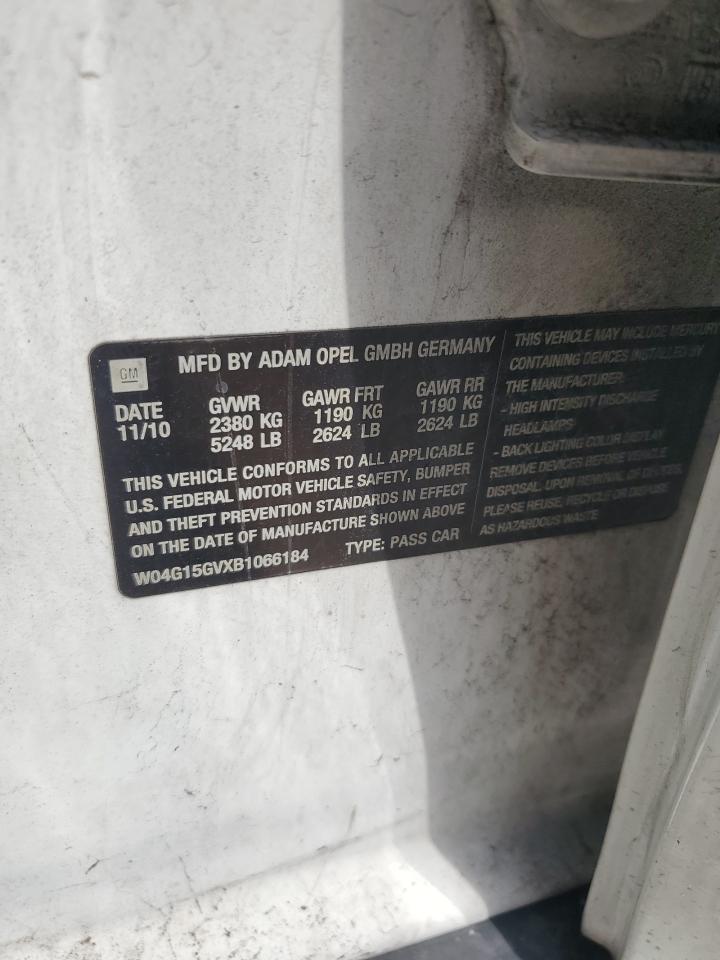 GM
MFD BY ADAM OPEL GMBH GERMANY
DATE GVWR GAWR FRT GAWR RR
11/10 2380 KG 1190 KG 1190 KG
5248 LB 2624 LB 2624 LB
THIS VEHICLE CONFORMS TO ALL APPLICABLE
U.S. FEDERAL MOTOR VEHICLE SAFETY, BUMPER
AND THEFT PREVENTION STANDARDS IN EFFECT
ON THE DATE OF MANUFACTURE SHOWN ABOVE
W04G15GVXB1066184 TYPE: PASS CAR
THIS VEHICLE MAY INCLUDE MERCURY
CONTAINING DEVICES INSTALLED BY
THE MANUFACTURER:
- HIGH INTENSITY DISCHARGE
HEADLAMPS
- BACK LIGHTING COLOR DISPLAY
REMOVE DEVICES BEFORE VEHICLE
DISPOSAL. UPON REMOVAL OF DEVICES,
PLEASE REUSE, RECYCLE OR DISPOSE
AS HAZARDOUS WASTE